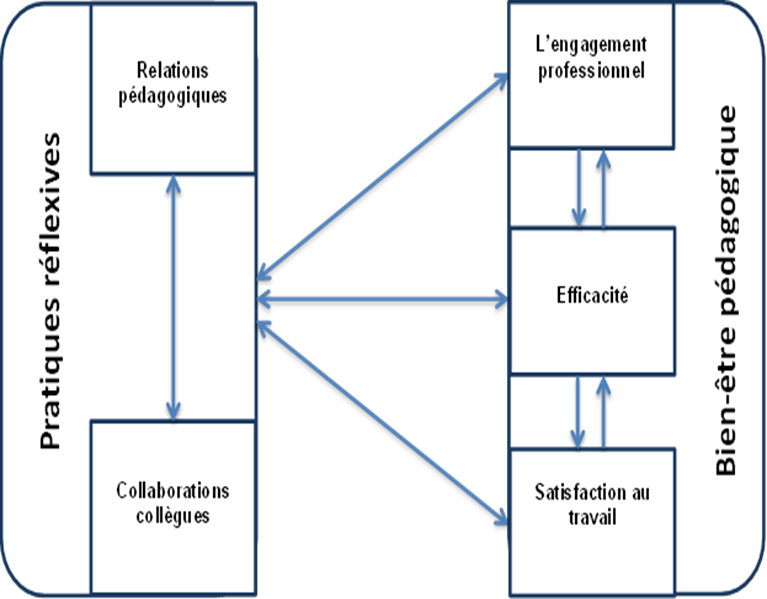 Pratiques réflexives
Relations
pédagogiques
Collaborations
collègues
L'engagement
professionnel
Efficacité
Satisfaction au
travail
Bien-être pédagogique